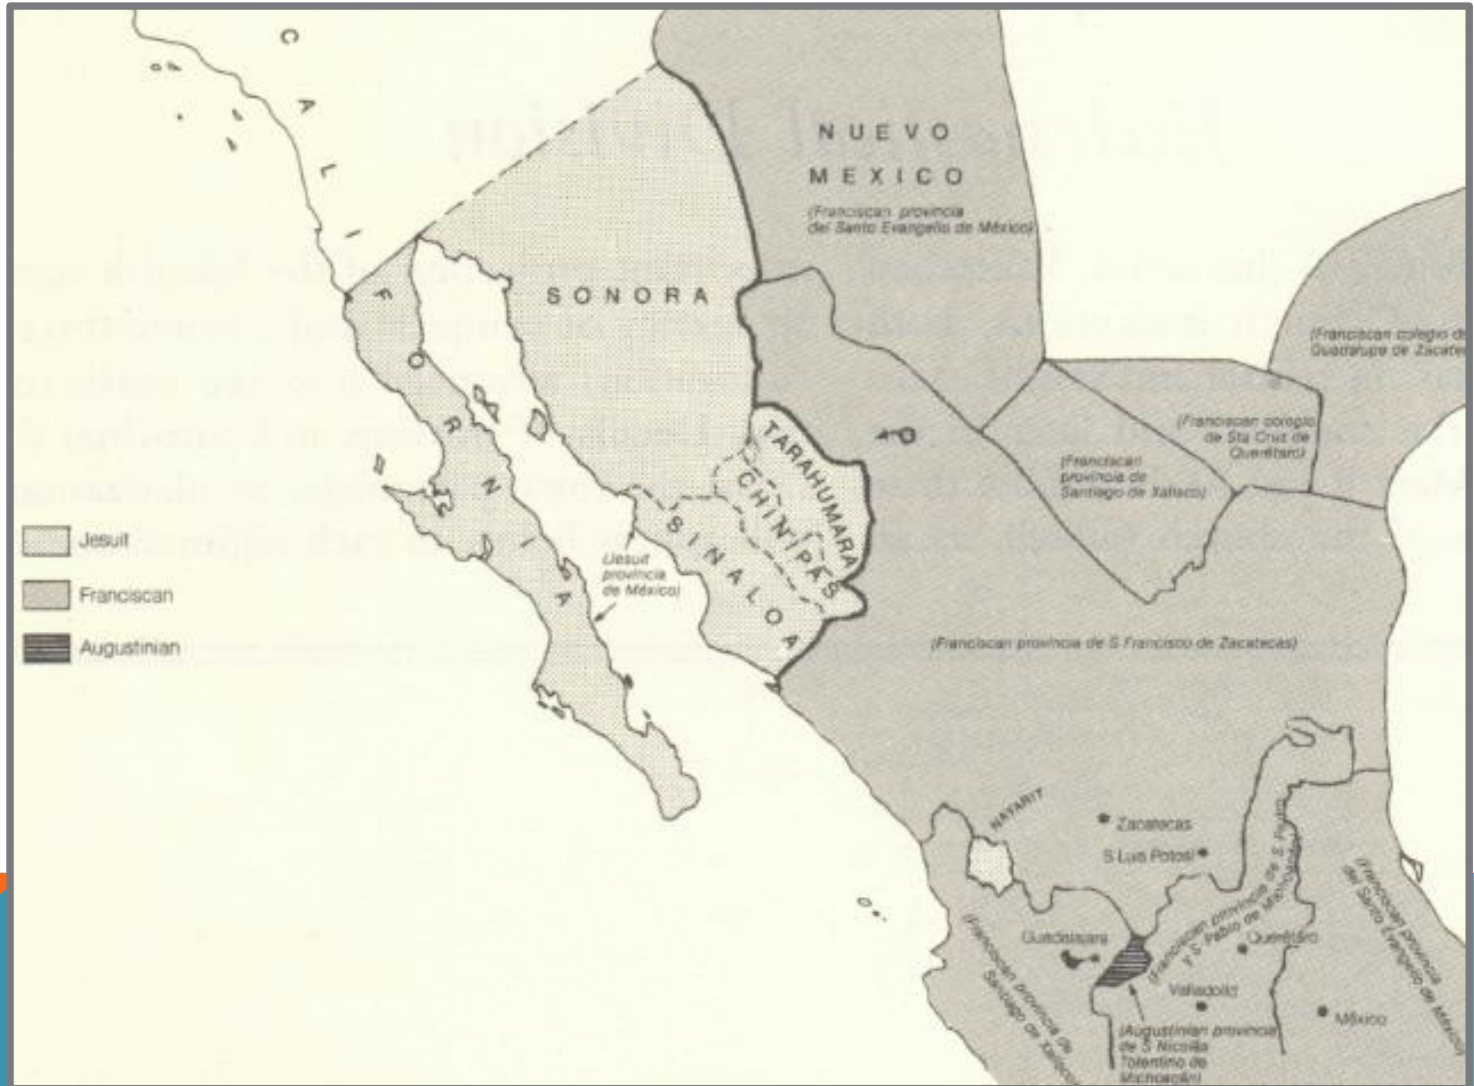 CALIFORNIA
NUEVO
MEXICO
(Franciscan provincia
del Santo Evangelio de México)
SONORA
(Franciscan colegio de
Guadalupe de
TARAHUMARA
CHINIPAS
SINALOA
(Franciscan colegio
de Sta Cruz de
Querétaro)
(Franciscan
provincia de
Santiago de Xalisco)
Jesuit
Franciscan
Augustinian
(Jesuit
provincia
de México)
(Franciscan provincia de S Francisco de Zacatecas)
NAYARIT
Zacatecas
S Luis Potosí
(Franciscan provincia de S Pedro
y S Pablo de Michoacán)
(Franciscan provincia
del Santo Evangelio de México)
Guadalajara
Querétaro
(Franciscan provincia de
Santiago de Xalisco)
Valladolid
México
(Augustinian provincia
de S Nicolás
Tolentino de
Michoacán)